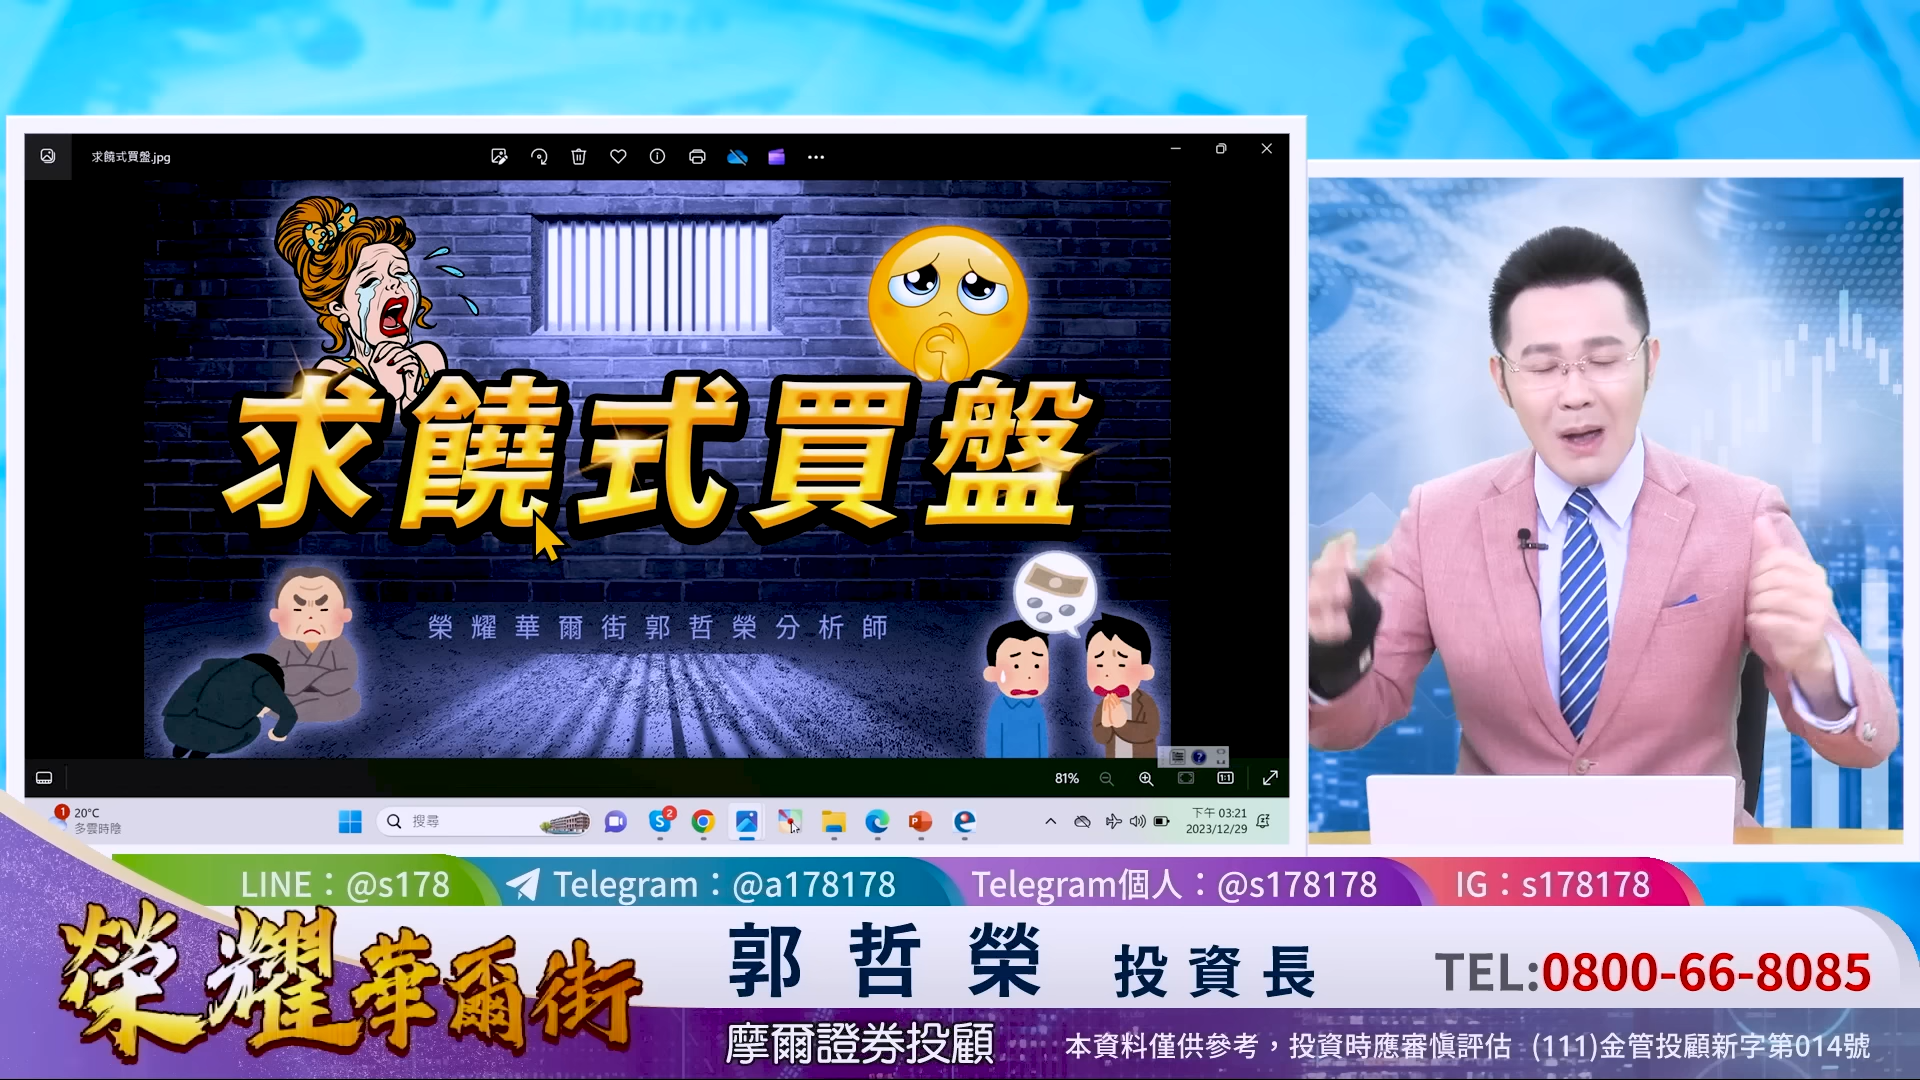 求饒式買盤.jpg
求饒式買盤
榮耀華爾街郭哲榮分析師
81%
1:1
1
20°C
多雲時陰
搜尋
2
下午 03:21
2023/12/29
LINE：@s178
Telegram：@a178178
Telegram個人：@s178178
IG：s178178
榮耀華爾街
郭哲榮 投資長
TEL:0800-66-8085
摩爾證券投顧
本資料僅供參考，投資時應審慎評估 (111)金管投顧新字第014號